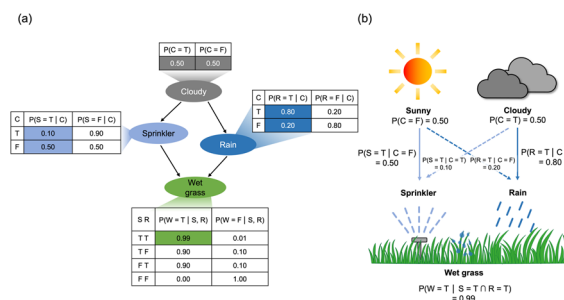 (a)
P(C = T) P(C = F)
0.50 0.50
Cloudy
C P(S = T | C) P(S = F | C)
T 0.10 0.90
F 0.50 0.50
Sprinkler
C P(R = T | C) P(R = F | C)
T 0.80 0.20
F 0.20 0.80
Rain
Wet
grass
S R P(W = T | S, R) P(W = F | S, R)
T T 0.99 0.01
T F 0.90 0.10
F T 0.90 0.10
F F 0.00 1.00
(b)
Sunny
P(C = F) = 0.50
Cloudy
P(C = T) = 0.50
P(S = T | C = F)
= 0.50
P(S = T | C = T)
= 0.10
P(R = T | C = F)
= 0.20
P(R = T | C
= 0.80
Sprinkler
Rain
Wet grass
P(W = T | S = T ∩ R = T)
= 0.99